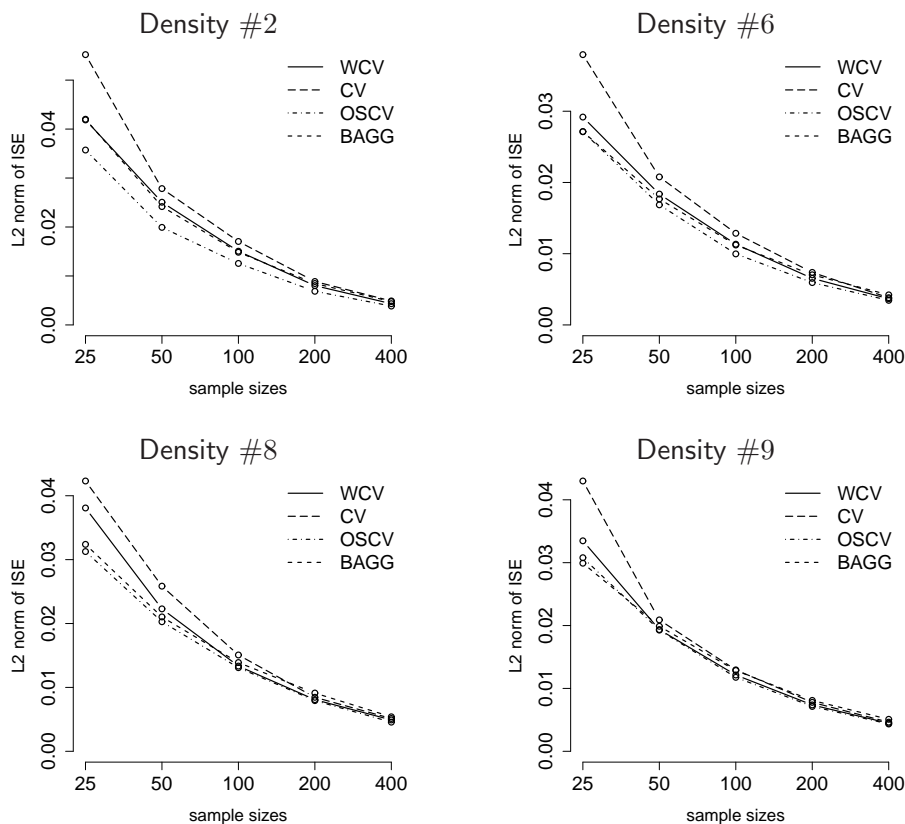 Density #2
WCV
CV
OSCV
BAGG
L2 norm of ISE
0.04
0.02
0.00
25 50 100 200 400
sample sizes
Density #6
WCV
CV
OSCV
BAGG
L2 norm of ISE
0.03
0.02
0.01
0.00
25 50 100 200 400
sample sizes
Density #8
WCV
CV
OSCV
BAGG
L2 norm of ISE
0.04
0.03
0.02
0.01
0.00
25 50 100 200 400
sample sizes
Density #9
WCV
CV
OSCV
BAGG
L2 norm of ISE
0.04
0.03
0.02
0.01
0.00
25 50 100 200 400
sample sizes